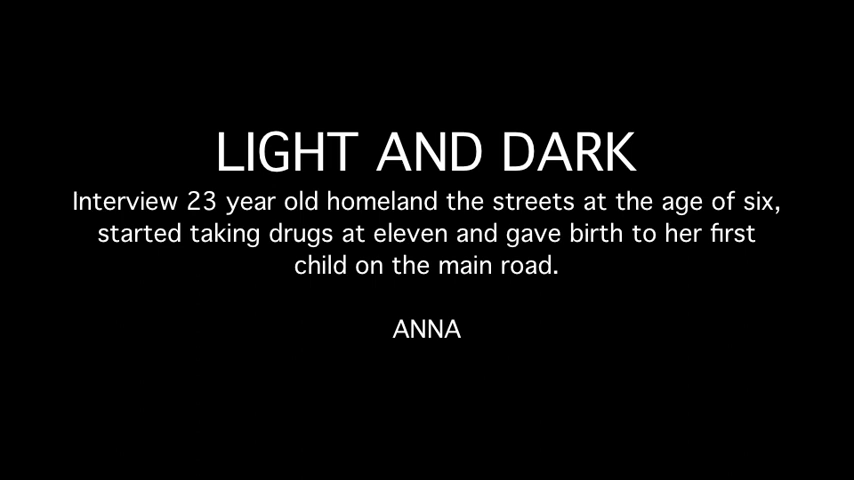 LIGHT AND DARK
Interview 23 year old homeland the streets at the age of six,
started taking drugs at eleven and gave birth to her first
child on the main road.
ANNA